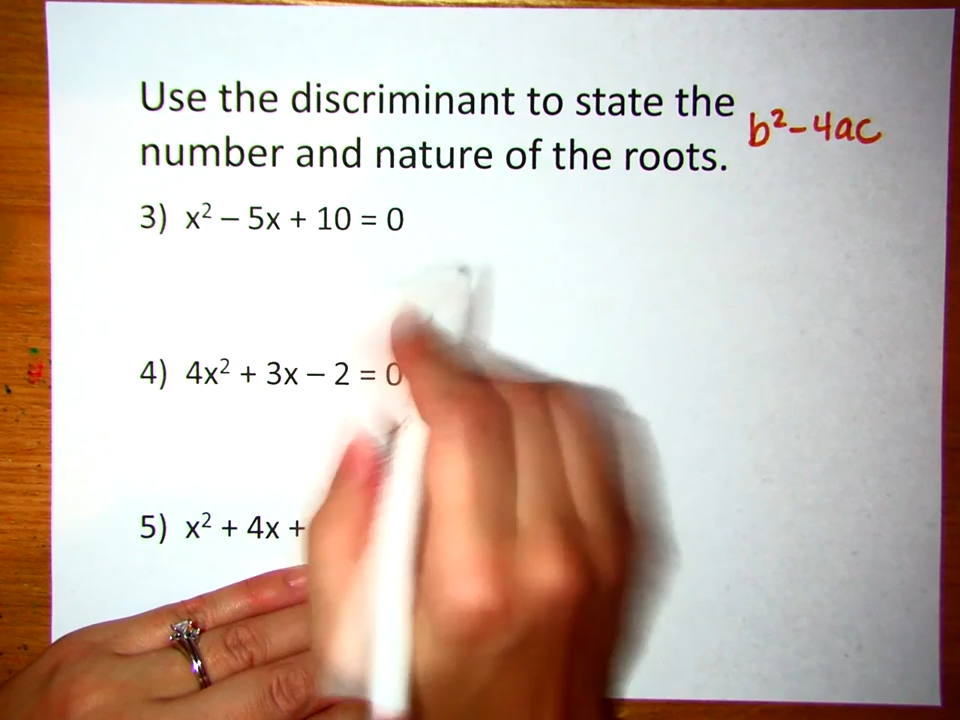 Use the discriminant to state the
b² – 4ac
number and nature of the roots.
3) x² – 5x + 10 = 0
4) 4x² + 3x – 2 = 0
5) x² + 4x +